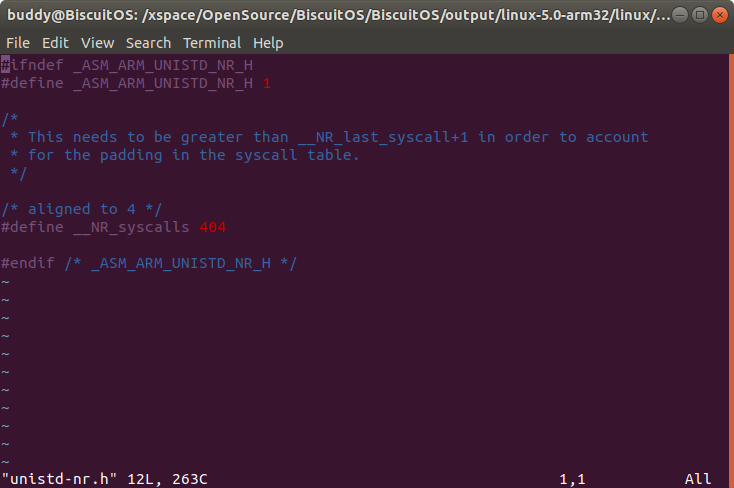 buddy@BiscuitOS: /xspace/OpenSource/BiscuitOS/BiscuitOS/output/linux-5.0-arm32/linux/...
File Edit View Search Terminal Help
#ifndef _ASM_ARM_UNISTD_NR_H
#define _ASM_ARM_UNISTD_NR_H 1
/*
 * This needs to be greater than __NR_last_syscall+1 in order to account
 * for the padding in the syscall table.
 */
/* aligned to 4 */
#define __NR_syscalls 404
#endif /* _ASM_ARM_UNISTD_NR_H */
~
~
~
~
~
~
~
~
~
~
~
"unistd-nr.h" 12L, 263C 1,1 All